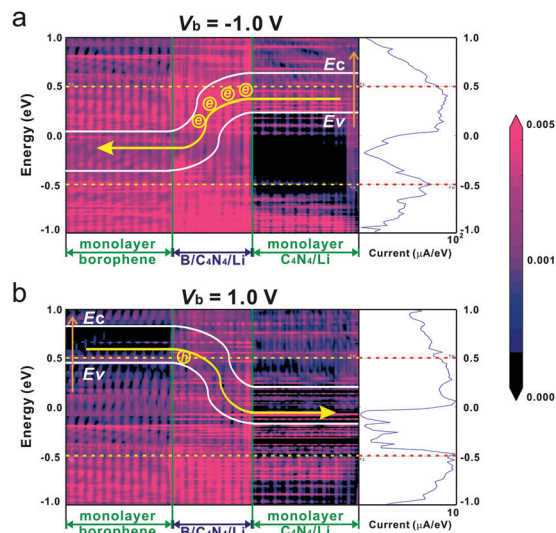 a
V_b = -1.0 V
1.0
0.5
0.0
-0.5
-1.0
Energy (eV)
Ec
e e e e
Ev
1.0
0.5
0.0
-0.5
-1.0
10²
monolayer borophene
B/C₄N₄/Li
monolayer C₄N₄/Li
Current (μA/eV)
b
V_b = 1.0 V
1.0
0.5
0.0
-0.5
-1.0
Energy (eV)
Ec
h
Ev
1.0
0.5
0.0
-0.5
-1.0
10
monolayer borophene
B/C₄N₄/Li
monolayer C₄N₄/Li
Current (μA/eV)
0.005
0.001
0.000